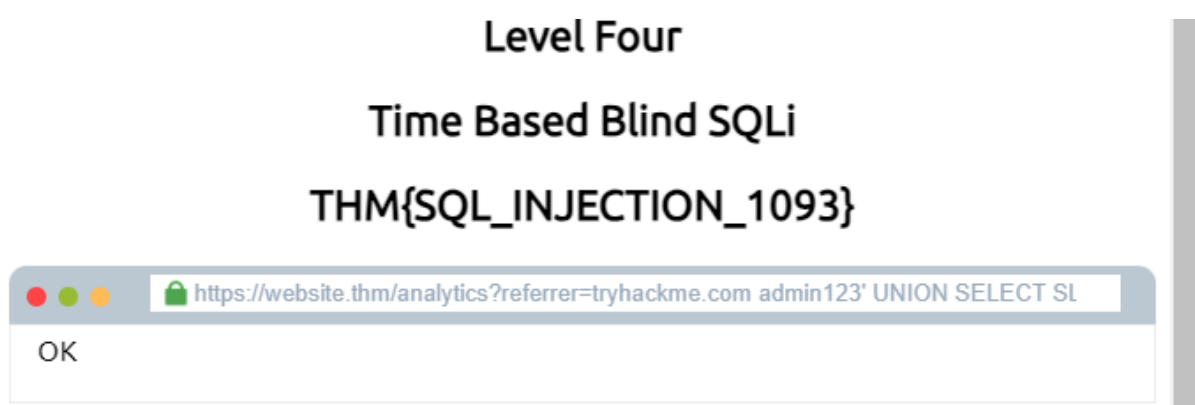 Level Four
Time Based Blind SQLi
THM{SQL_INJECTION_1093}
https://website.thm/analytics?referrer=tryhackme.com admin123' UNION SELECT SL
OK